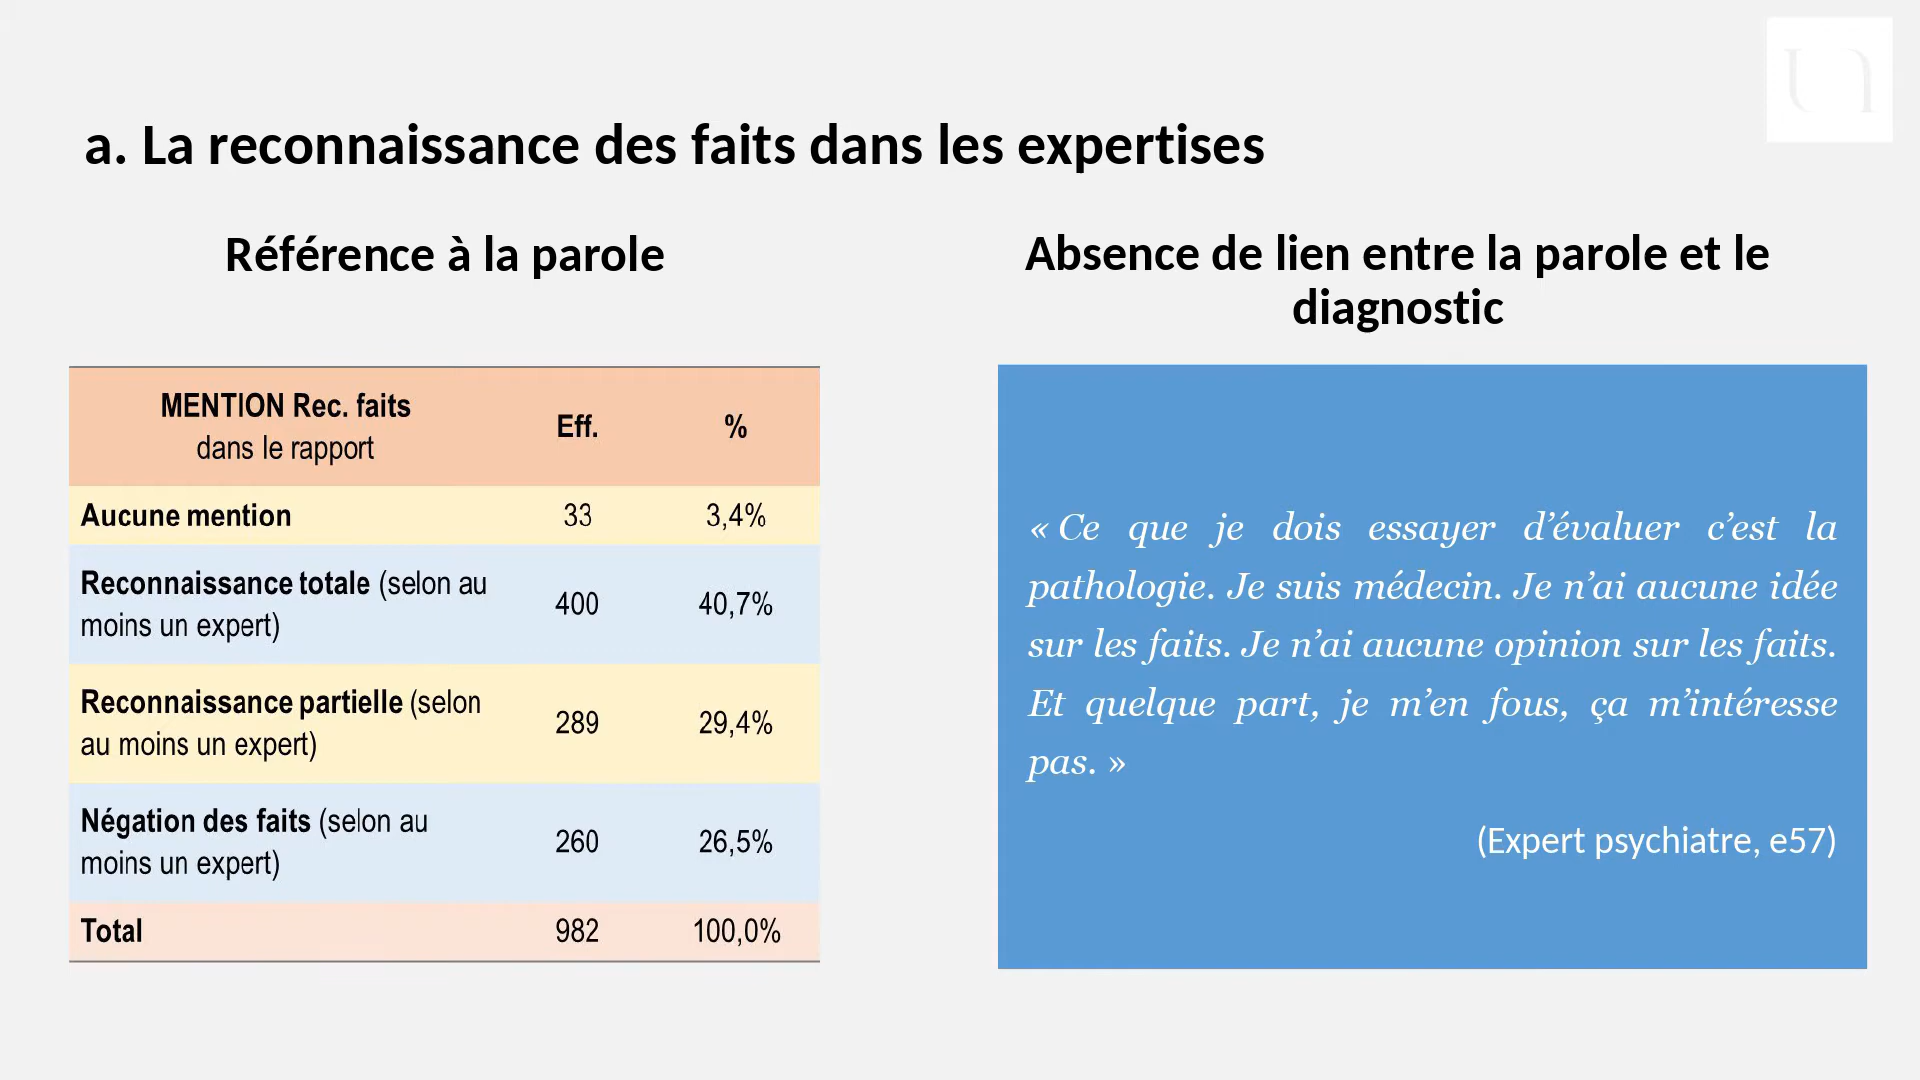 a. La reconnaissance des faits dans les expertises
Référence à la parole
MENTION Rec. faits
dans le rapport
Eff.
%
Aucune mention 33 3,4%
Reconnaissance totale (selon au
moins un expert)
400 40,7%
Reconnaissance partielle (selon
au moins un expert)
289 29,4%
Négation des faits (selon au
moins un expert)
260 26,5%
Total 982 100,0%
Absence de lien entre la parole et le
diagnostic
« Ce que je dois essayer d’évaluer c’est la
pathologie. Je suis médecin. Je n’ai aucune idée
sur les faits. Je n’ai aucune opinion sur les faits.
Et quelque part, je m’en fous, ça m’intéresse
pas. »
(Expert psychiatre, e57)